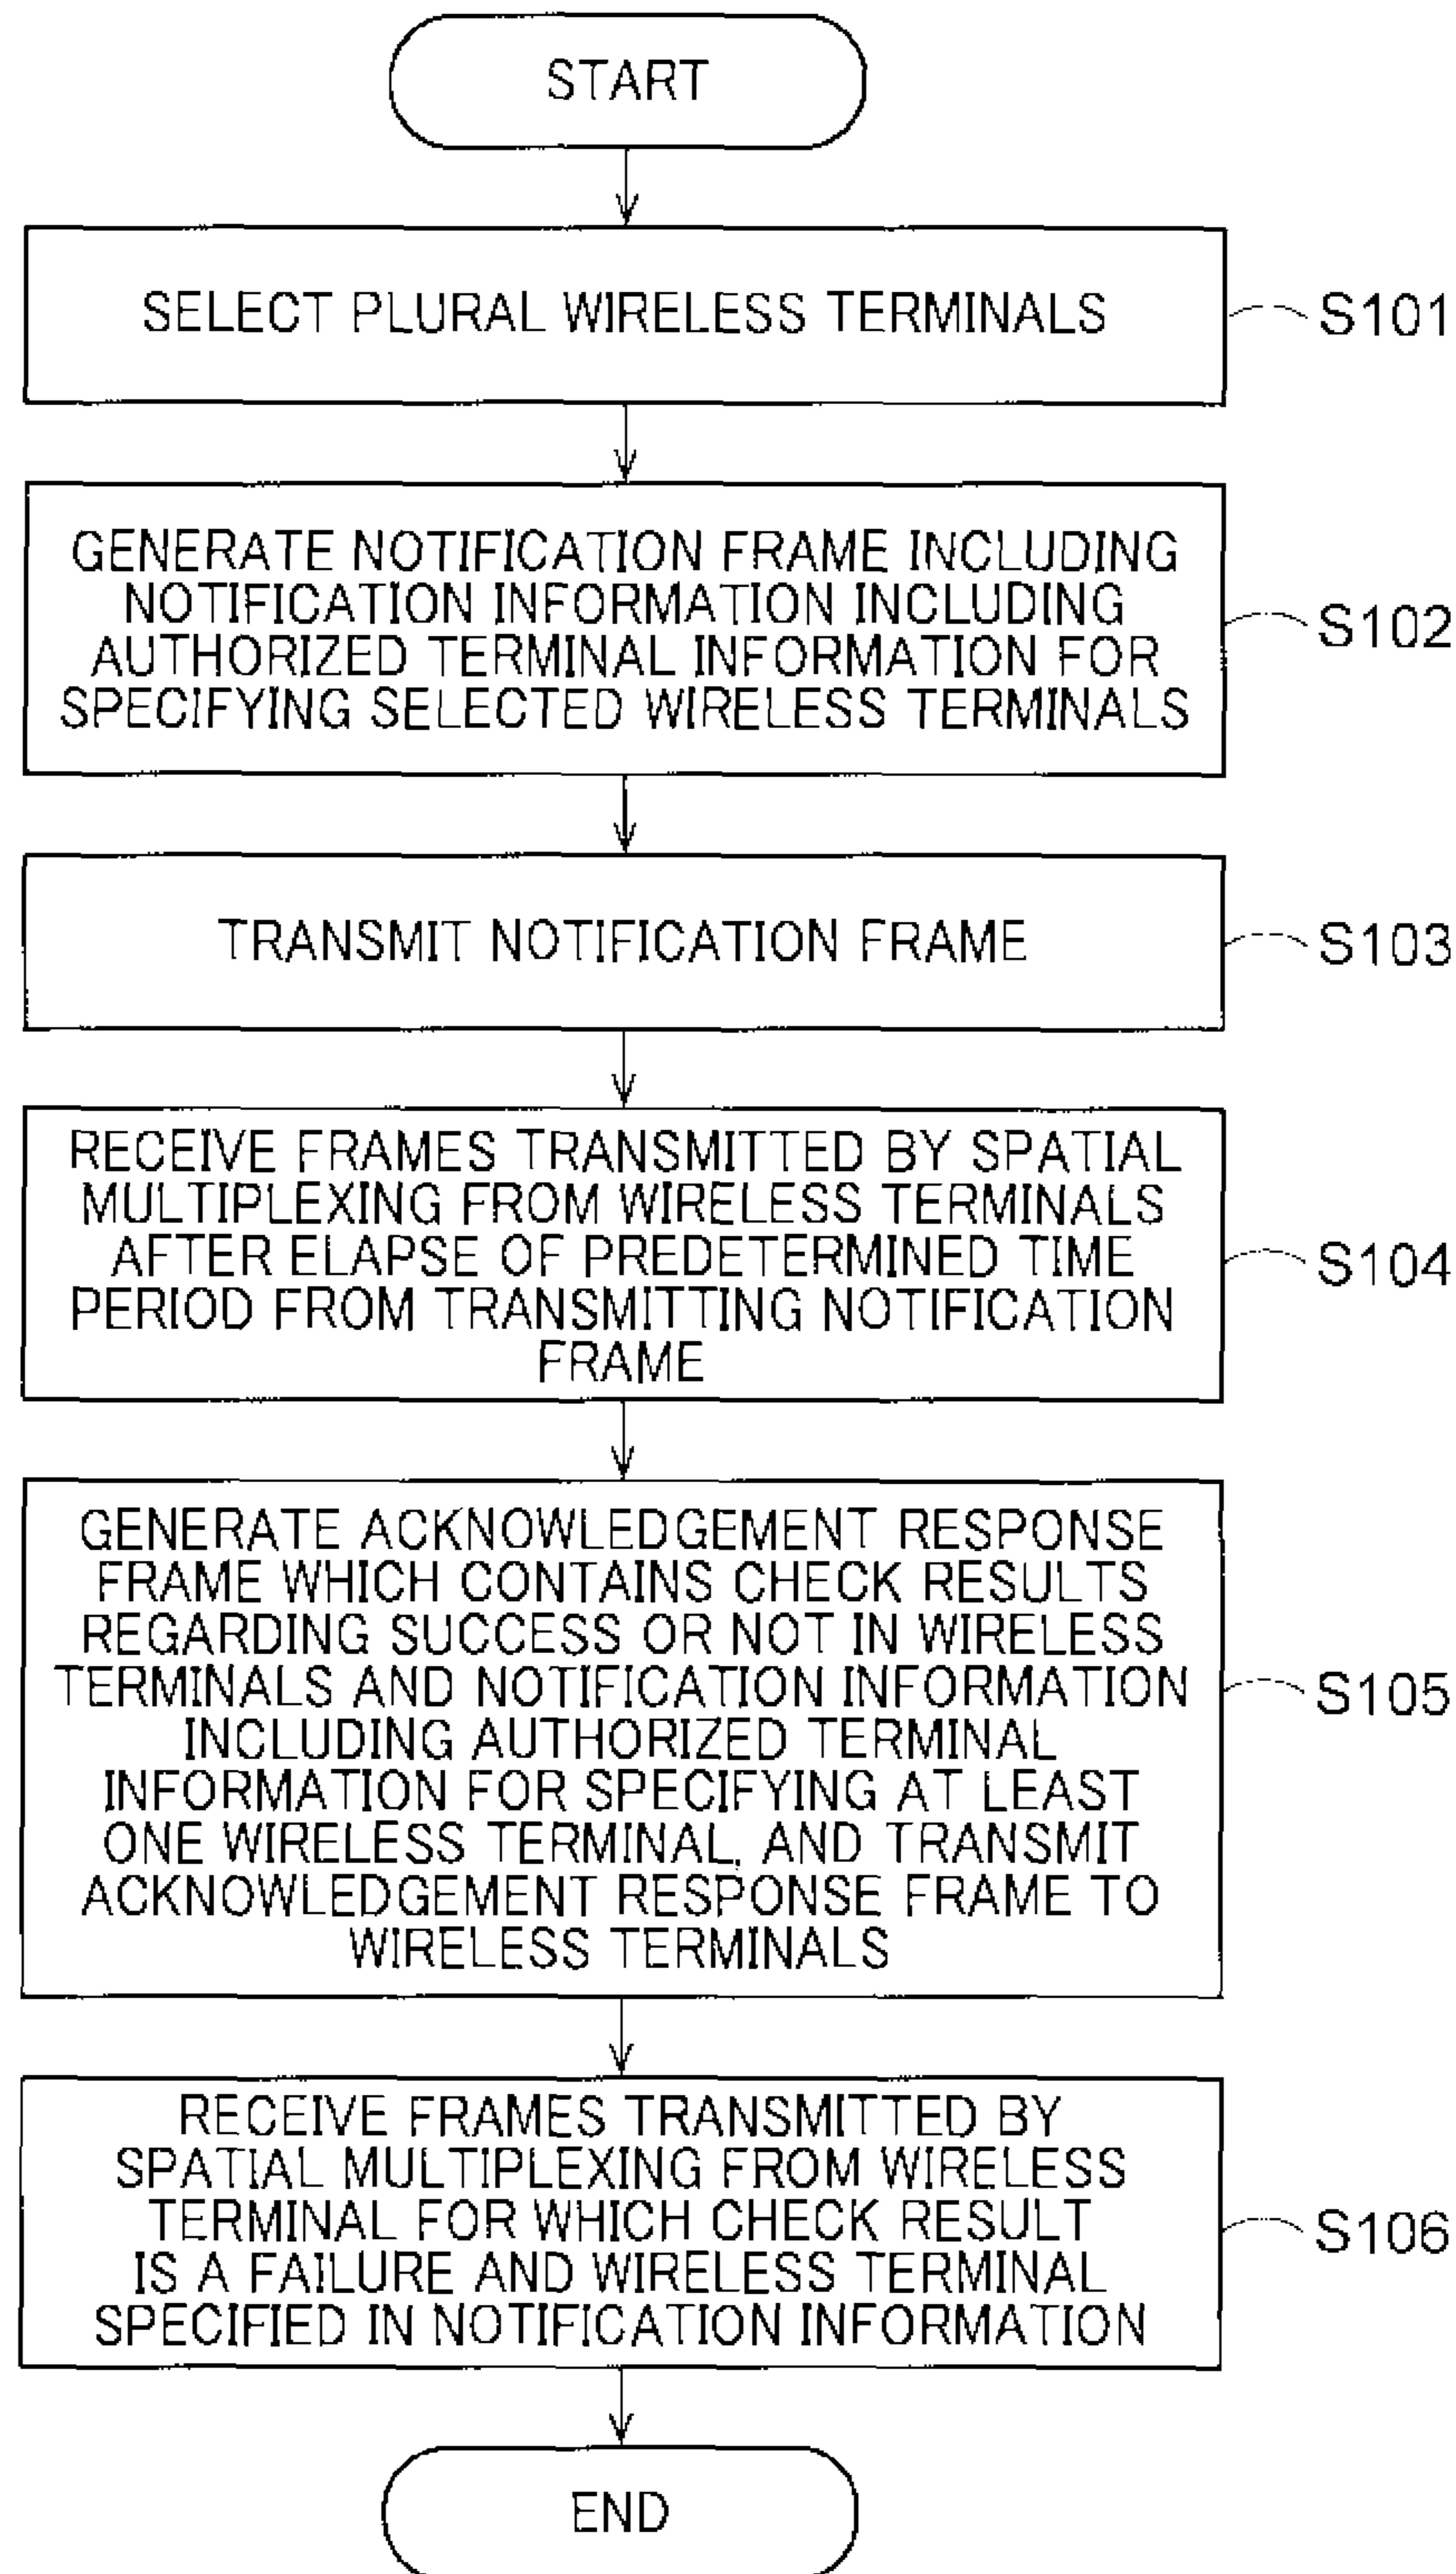 START
SELECT PLURAL WIRELESS TERMINALS
S101
GENERATE NOTIFICATION FRAME INCLUDING
NOTIFICATION INFORMATION INCLUDING
AUTHORIZED TERMINAL INFORMATION FOR
SPECIFYING SELECTED WIRELESS TERMINALS
S102
TRANSMIT NOTIFICATION FRAME
S103
RECEIVE FRAMES TRANSMITTED BY SPATIAL
MULTIPLEXING FROM WIRELESS TERMINALS
AFTER ELAPSE OF PREDETERMINED TIME
PERIOD FROM TRANSMITTING NOTIFICATION
FRAME
S104
GENERATE ACKNOWLEDGEMENT RESPONSE
FRAME WHICH CONTAINS CHECK RESULTS
REGARDING SUCCESS OR NOT IN WIRELESS
TERMINALS AND NOTIFICATION INFORMATION
INCLUDING AUTHORIZED TERMINAL
INFORMATION FOR SPECIFYING AT LEAST
ONE WIRELESS TERMINAL, AND TRANSMIT
ACKNOWLEDGEMENT RESPONSE FRAME TO
WIRELESS TERMINALS
S105
RECEIVE FRAMES TRANSMITTED BY
SPATIAL MULTIPLEXING FROM WIRELESS
TERMINAL FOR WHICH CHECK RESULT
IS A FAILURE AND WIRELESS TERMINAL
SPECIFIED IN NOTIFICATION INFORMATION
S106
END